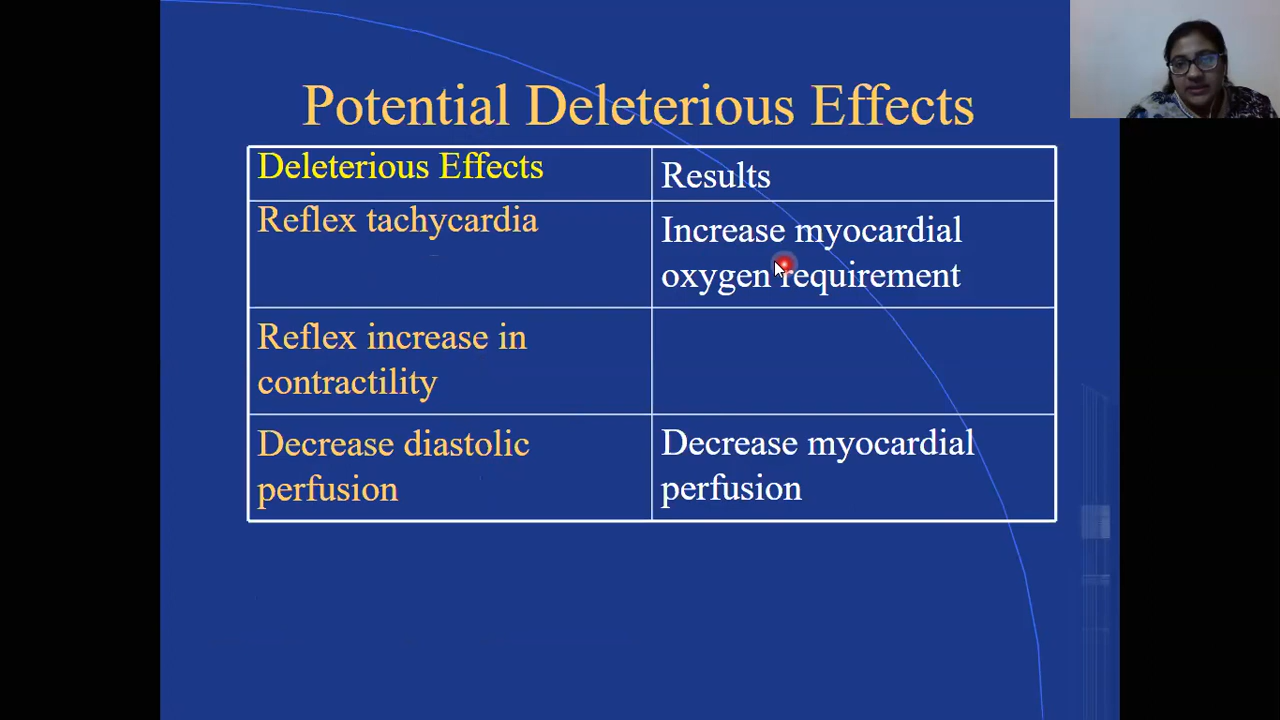 Potential Deleterious Effects
Deleterious Effects
Results
Reflex tachycardia
Increase myocardial
oxygen requirement
Reflex increase in
contractility
Decrease diastolic
perfusion
Decrease myocardial
perfusion